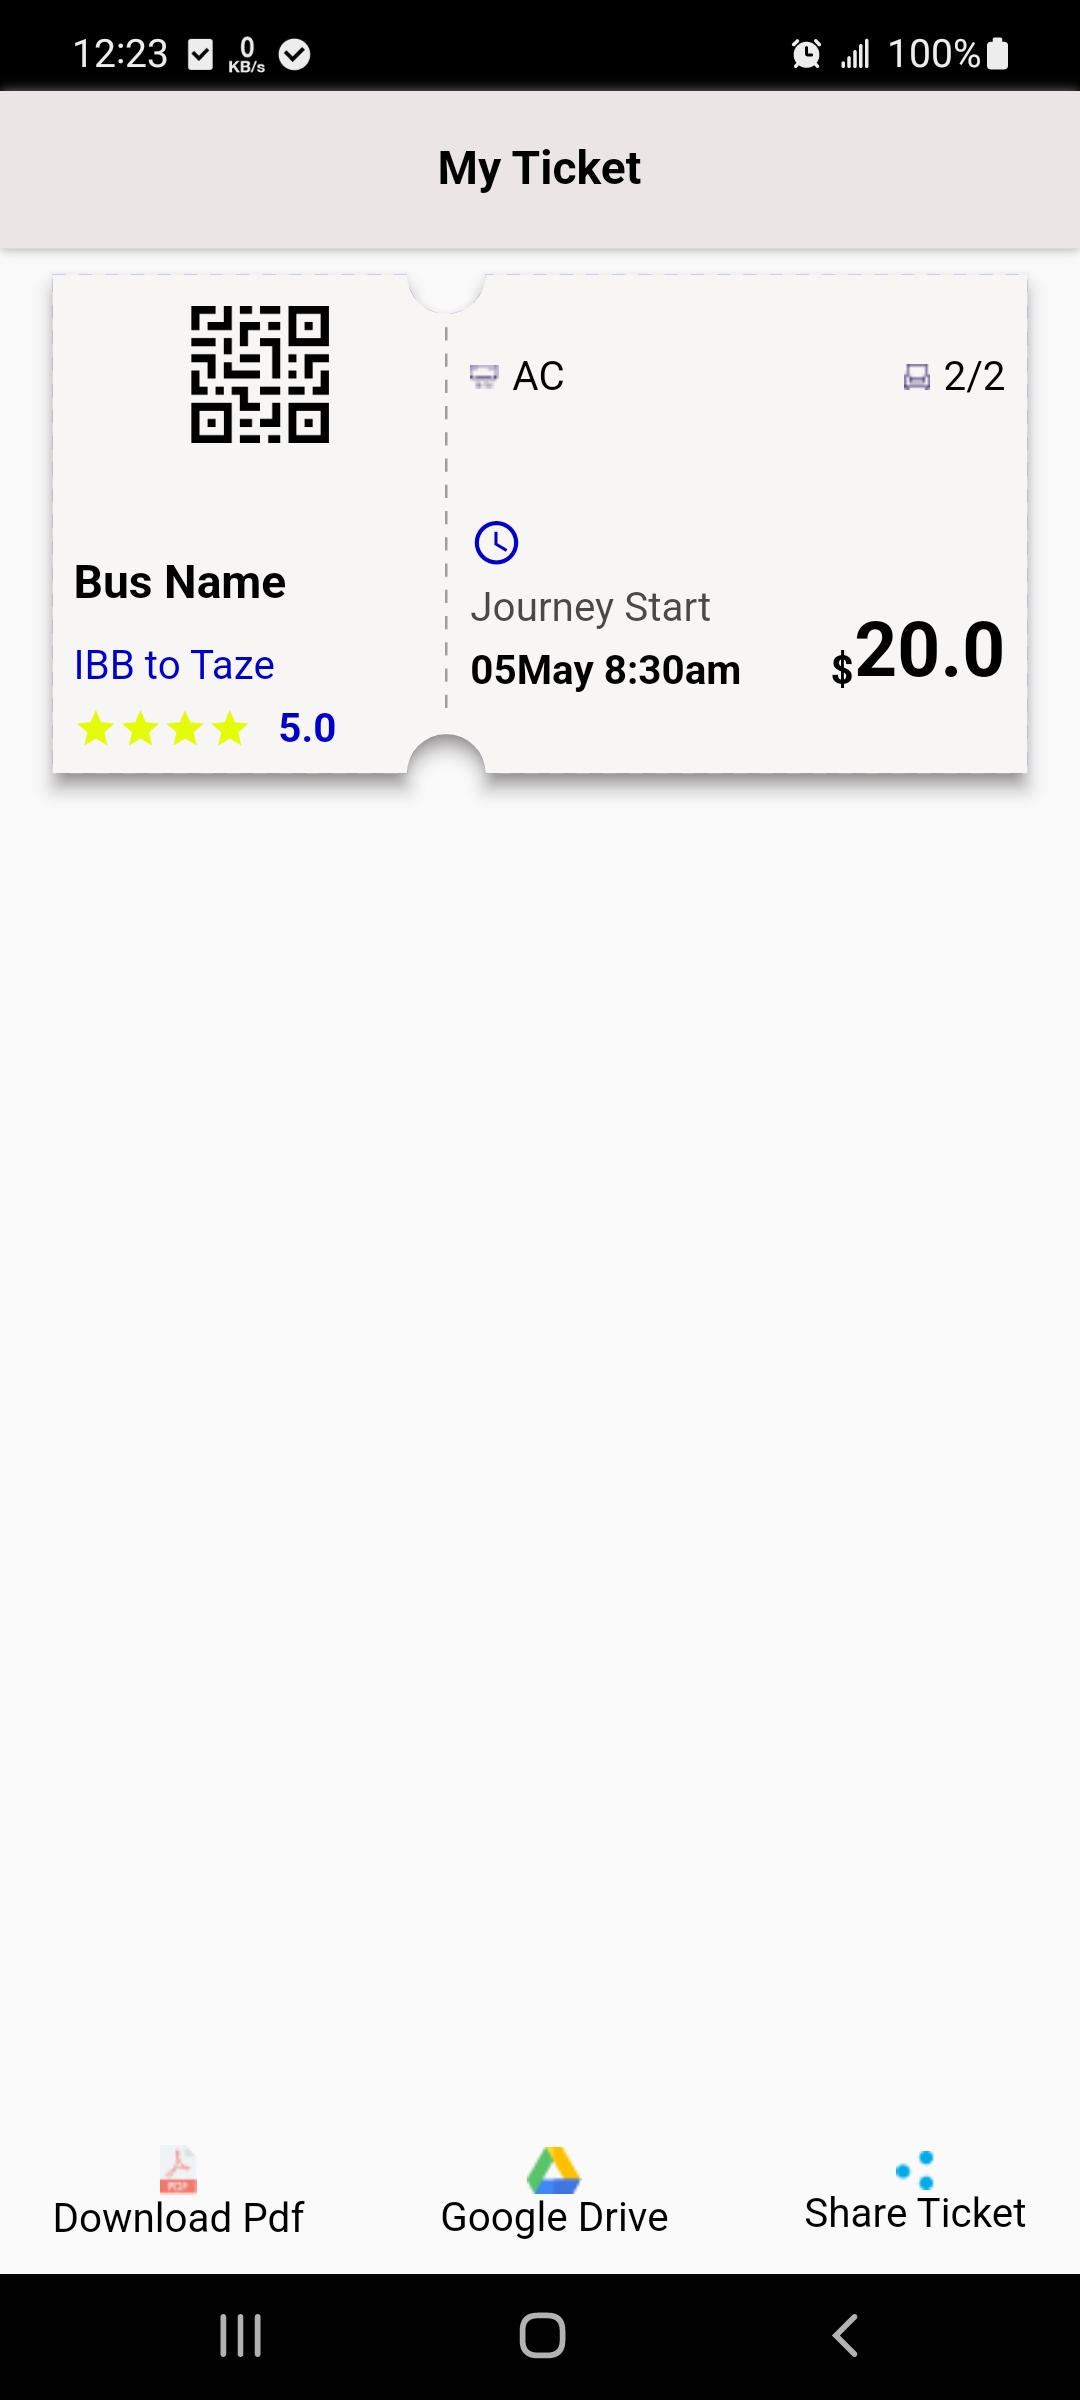 12:23 0 KB/s 100%
My Ticket
AC 2/2
Bus Name
Journey Start
IBB to Taze
05May 8:30am $20.0
5.0
Download Pdf Google Drive Share Ticket